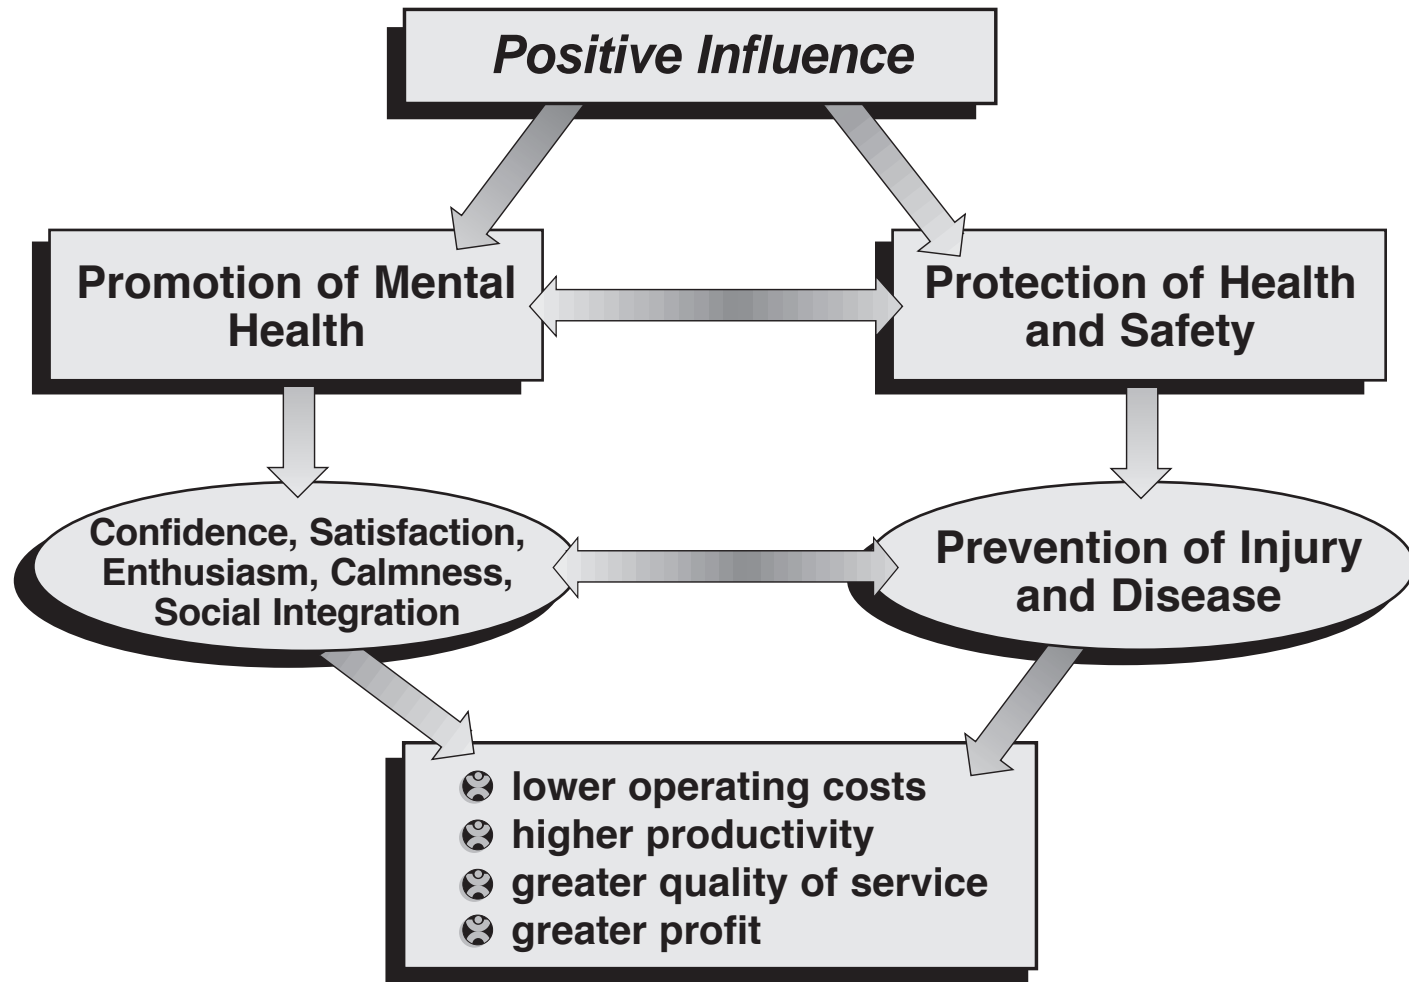 Positive Influence
Promotion of Mental
Health
Protection of Health
and Safety
Confidence, Satisfaction,
Enthusiasm, Calmness,
Social Integration
Prevention of Injury
and Disease
lower operating costs
higher productivity
greater quality of service
greater profit